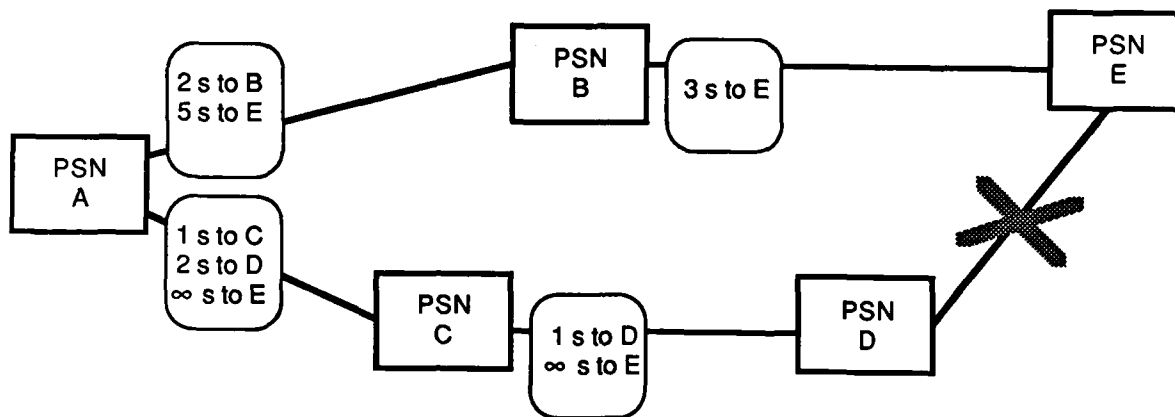 PSN
A
2 s to B
5 s to E
1 s to C
2 s to D
∞ s to E
PSN
B
3 s to E
PSN
E
PSN
C
1 s to D
∞ s to E
PSN
D